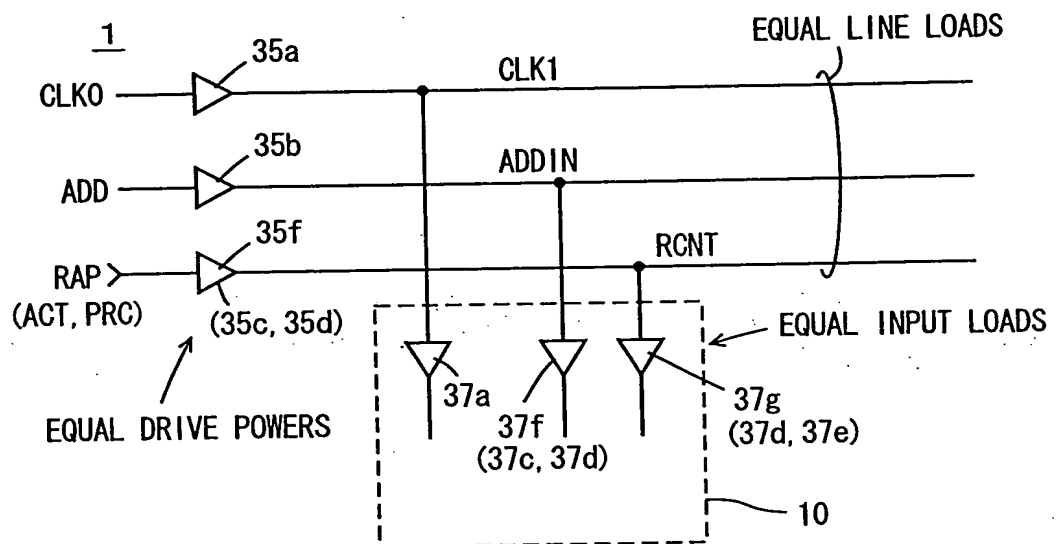 1
35a
EQUAL LINE LOADS
CLK0
CLK1
35b
ADD
ADDIN
35f
RCNT
RAP
(ACT, PRC)
(35c, 35d)
EQUAL INPUT LOADS
37a
EQUAL DRIVE POWERS
37f
(37c, 37d)
37g
(37d, 37e)
10